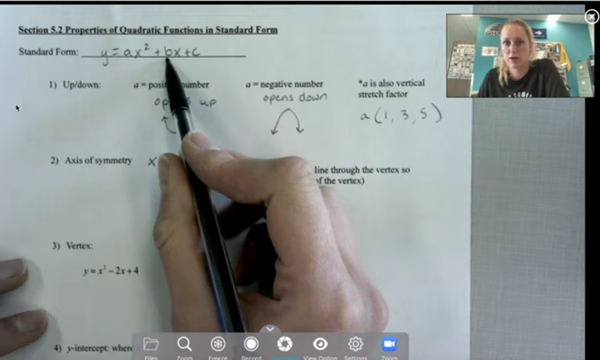 Section 5.2 Properties of Quadratic Functions in Standard Form
Standard Form: y = ax² + bx + c
1) Up/down: a = number a = negative number *a is also vertical
up opens down stretch factor
a (1, 3, 5)
2) Axis of symmetry x line through the vertex so
of the vertex)
3) Vertex:
y = x² − 2x + 4
4) y-intercept:
Files Zoom Freeze Record View Option Settings Zoom